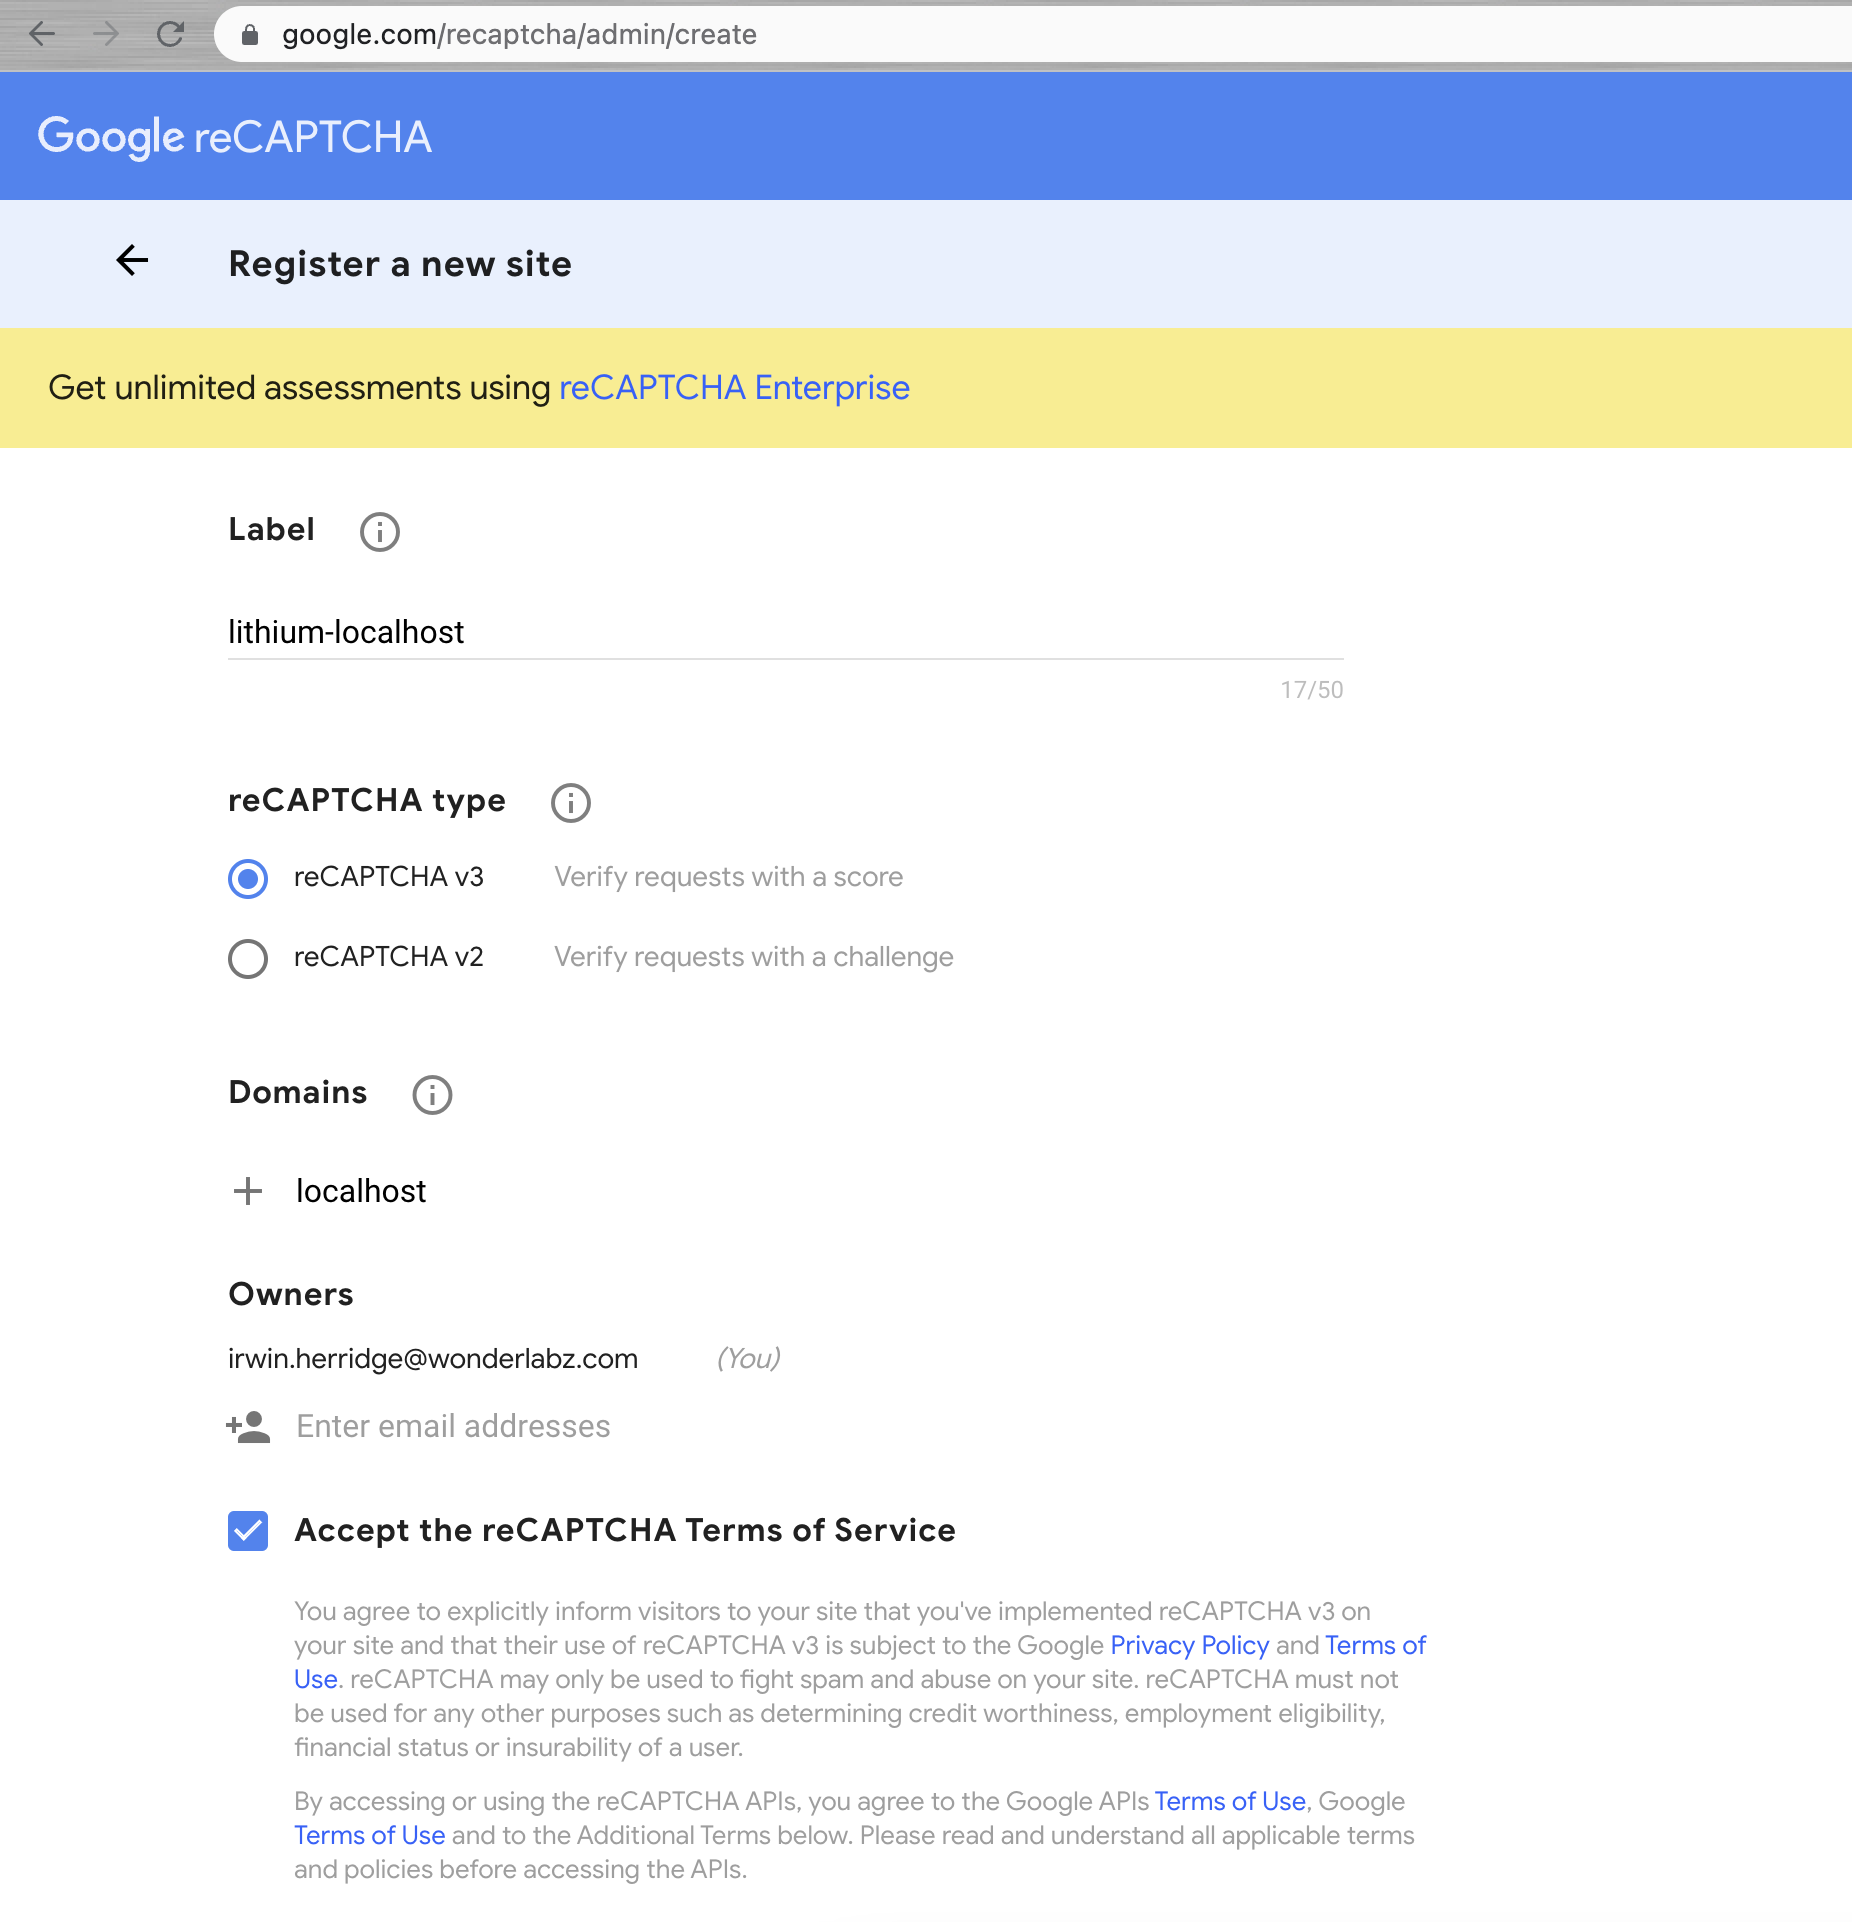 google.com/recaptcha/admin/create
Google reCAPTCHA
Register a new site
Get unlimited assessments using reCAPTCHA Enterprise
Label
lithium-localhost
17/50
reCAPTCHA type
reCAPTCHA v3 Verify requests with a score
reCAPTCHA v2 Verify requests with a challenge
Domains
localhost
Owners
irwin.herridge@wonderlabz.com (You)
Enter email addresses
Accept the reCAPTCHA Terms of Service
You agree to explicitly inform visitors to your site that you've implemented reCAPTCHA v3 on
your site and that their use of reCAPTCHA v3 is subject to the Google Privacy Policy and Terms of
Use. reCAPTCHA may only be used to fight spam and abuse on your site. reCAPTCHA must not
be used for any other purposes such as determining credit worthiness, employment eligibility,
financial status or insurability of a user.
By accessing or using the reCAPTCHA APIs, you agree to the Google APIs Terms of Use, Google
Terms of Use and to the Additional Terms below. Please read and understand all applicable terms
and policies before accessing the APIs.